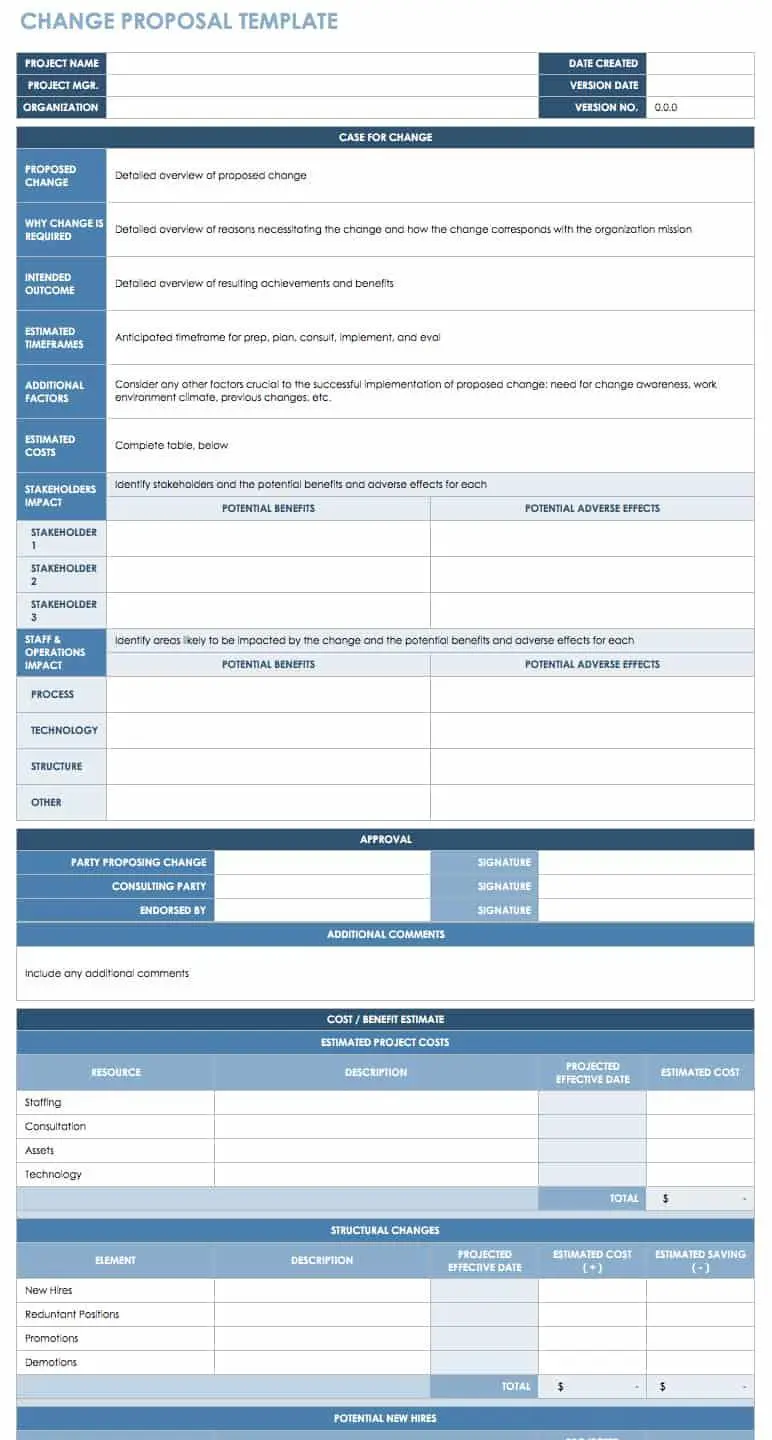 CHANGE PROPOSAL TEMPLATE
PROJECT NAME DATE CREATED
PROJECT MGR. VERSION DATE
ORGANIZATION VERSION NO. 0.0.0
CASE FOR CHANGE
PROPOSED
CHANGE
Detailed overview of proposed change
WHY CHANGE IS
REQUIRED
Detailed overview of reasons necessitating the change and how the change corresponds with the organization mission
INTENDED
OUTCOME
Detailed overview of resulting achievements and benefits
ESTIMATED
TIMEFRAMES
Anticipated timeframe for prep, plan, consult, implement, and eval
ADDITIONAL
FACTORS
Consider any other factors crucial to the successful implementation of proposed change: need for change awareness, work
environment climate, previous changes, etc.
ESTIMATED
COSTS
Complete table, below
STAKEHOLDERS
IMPACT
Identify stakeholders and the potential benefits and adverse effects for each
POTENTIAL BENEFITS POTENTIAL ADVERSE EFFECTS
STAKEHOLDER
1
STAKEHOLDER
2
STAKEHOLDER
3
STAFF &
OPERATIONS
IMPACT
Identify areas likely to be impacted by the change and the potential benefits and adverse effects for each
POTENTIAL BENEFITS POTENTIAL ADVERSE EFFECTS
PROCESS
TECHNOLOGY
STRUCTURE
OTHER
APPROVAL
PARTY PROPOSING CHANGE SIGNATURE
CONSULTING PARTY SIGNATURE
ENDORSED BY SIGNATURE
ADDITIONAL COMMENTS
Include any additional comments
COST / BENEFIT ESTIMATE
ESTIMATED PROJECT COSTS
RESOURCE DESCRIPTION PROJECTED
EFFECTIVE DATE ESTIMATED COST
Staffing
Consultation
Assets
Technology
TOTAL $ -
STRUCTURAL CHANGES
ELEMENT DESCRIPTION PROJECTED
EFFECTIVE DATE ESTIMATED COST
( + ) ESTIMATED SAVING
( - )
New Hires
Reduntant Positions
Promotions
Demotions
TOTAL $ - $ -
POTENTIAL NEW HIRES